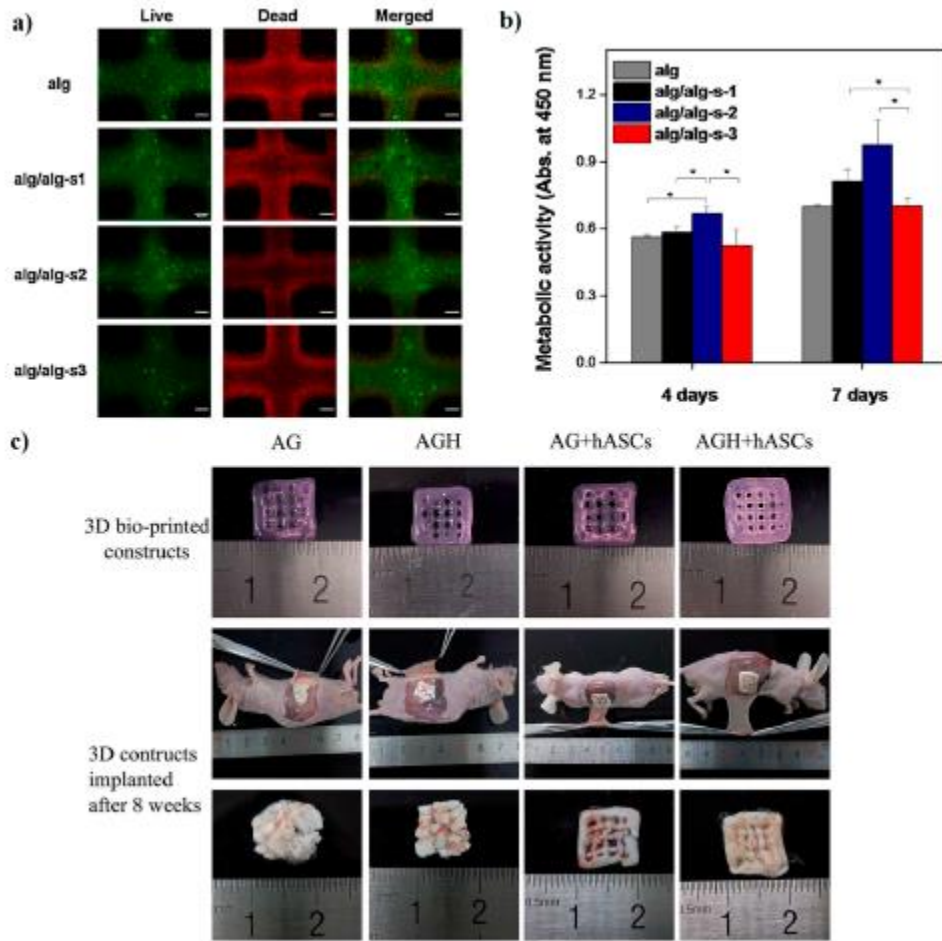 a)
Live Dead Merged
alg
alg/alg-s1
alg/alg-s2
alg/alg-s3
b)
Metabolic activity (Abs. at 450 nm)
1.2
0.9
0.6
0.3
0.0
alg
alg/alg-s-1
alg/alg-s-2
alg/alg-s-3
* * * *
* *
4 days 7 days
c)
AG AGH AG+hASCs AGH+hASCs
3D bio-printed
constructs
1 2 1 2 1 2 1 2
3D contructs
implanted
after 8 weeks
1 2 1 2 1 2 1 2